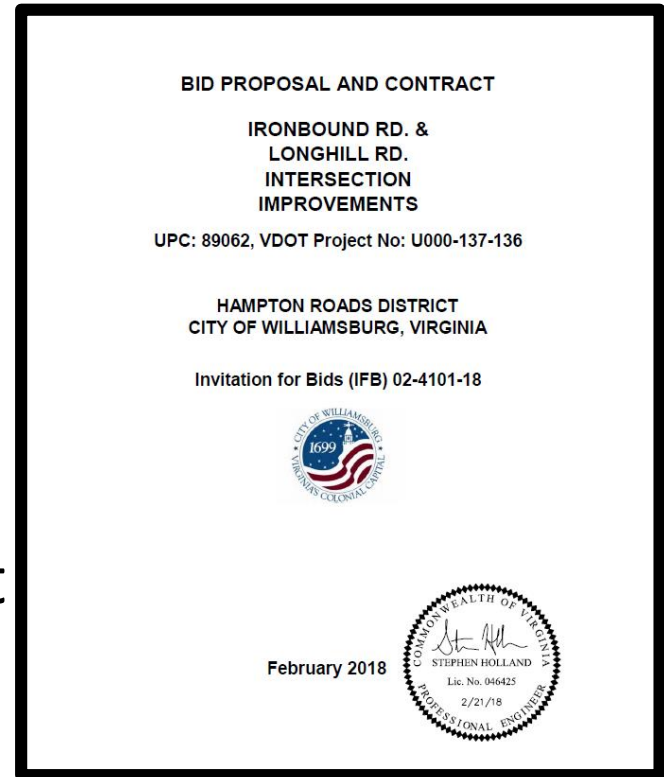 BID PROPOSAL AND CONTRACT
IRONBOUND RD. &
LONGHILL RD.
INTERSECTION
IMPROVEMENTS
UPC: 89062, VDOT Project No: U000-137-136
HAMPTON ROADS DISTRICT
CITY OF WILLIAMSBURG, VIRGINIA
Invitation for Bids (IFB) 02-4101-18
CITY OF WILLIAMSBURG
1699
VIRGINIA'S COLONIAL CAPITAL
t
February 2018
COMMONWEALTH OF VIRGINIA
STEPHEN HOLLAND
Lic. No. 046425
2/21/18
PROFESSIONAL ENGINEER